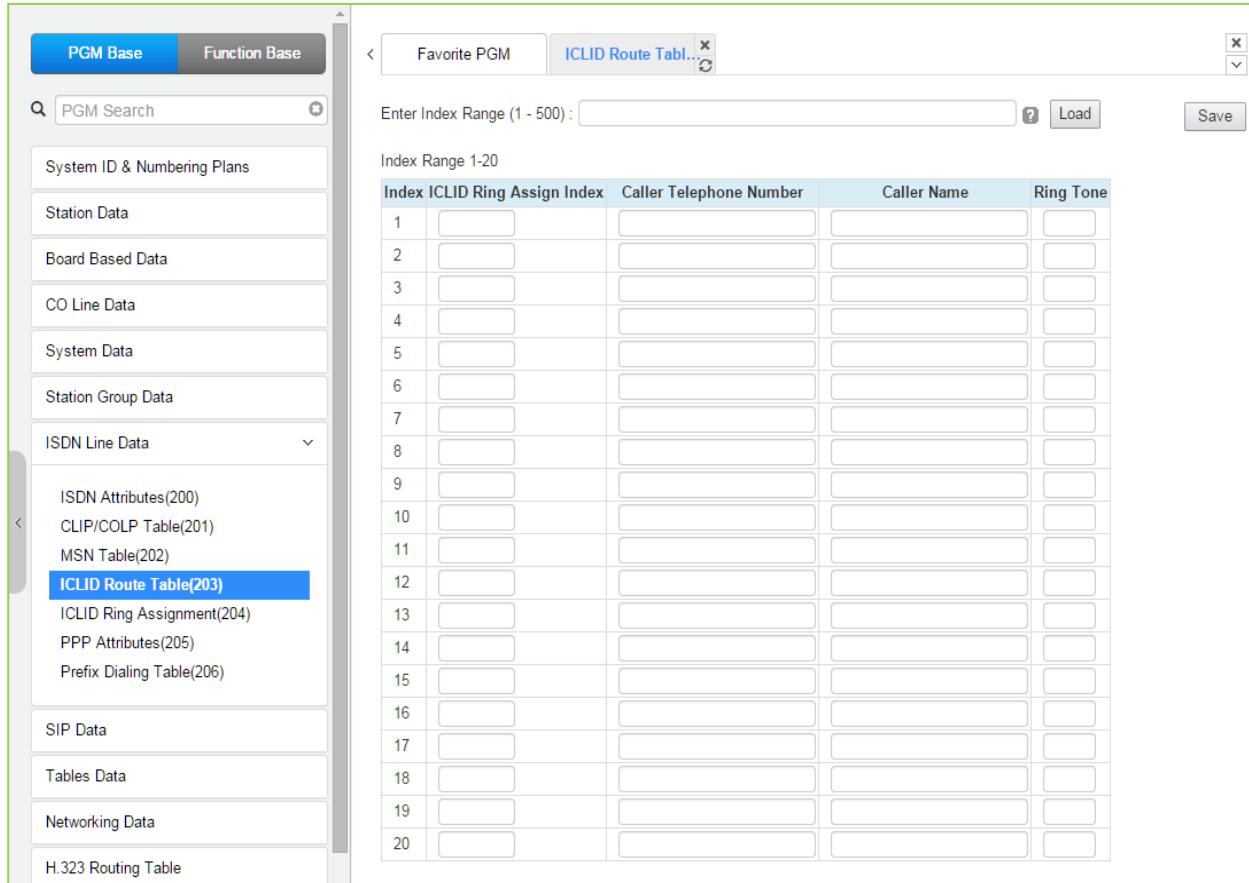 PGM Base Function Base
PGM Search
System ID & Numbering Plans
Station Data
Board Based Data
CO Line Data
System Data
Station Group Data
ISDN Line Data
ISDN Attributes(200)
CLIP/COLP Table(201)
MSN Table(202)
ICLID Route Table(203)
ICLID Ring Assignment(204)
PPP Attributes(205)
Prefix Dialing Table(206)
SIP Data
Tables Data
Networking Data
H.323 Routing Table
Favorite PGM ICLID Route Tabl...
Enter Index Range (1 - 500) : Load Save
Index Range 1-20
Index ICLID Ring Assign Index Caller Telephone Number Caller Name Ring Tone
1
2
3
4
5
6
7
8
9
10
11
12
13
14
15
16
17
18
19
20